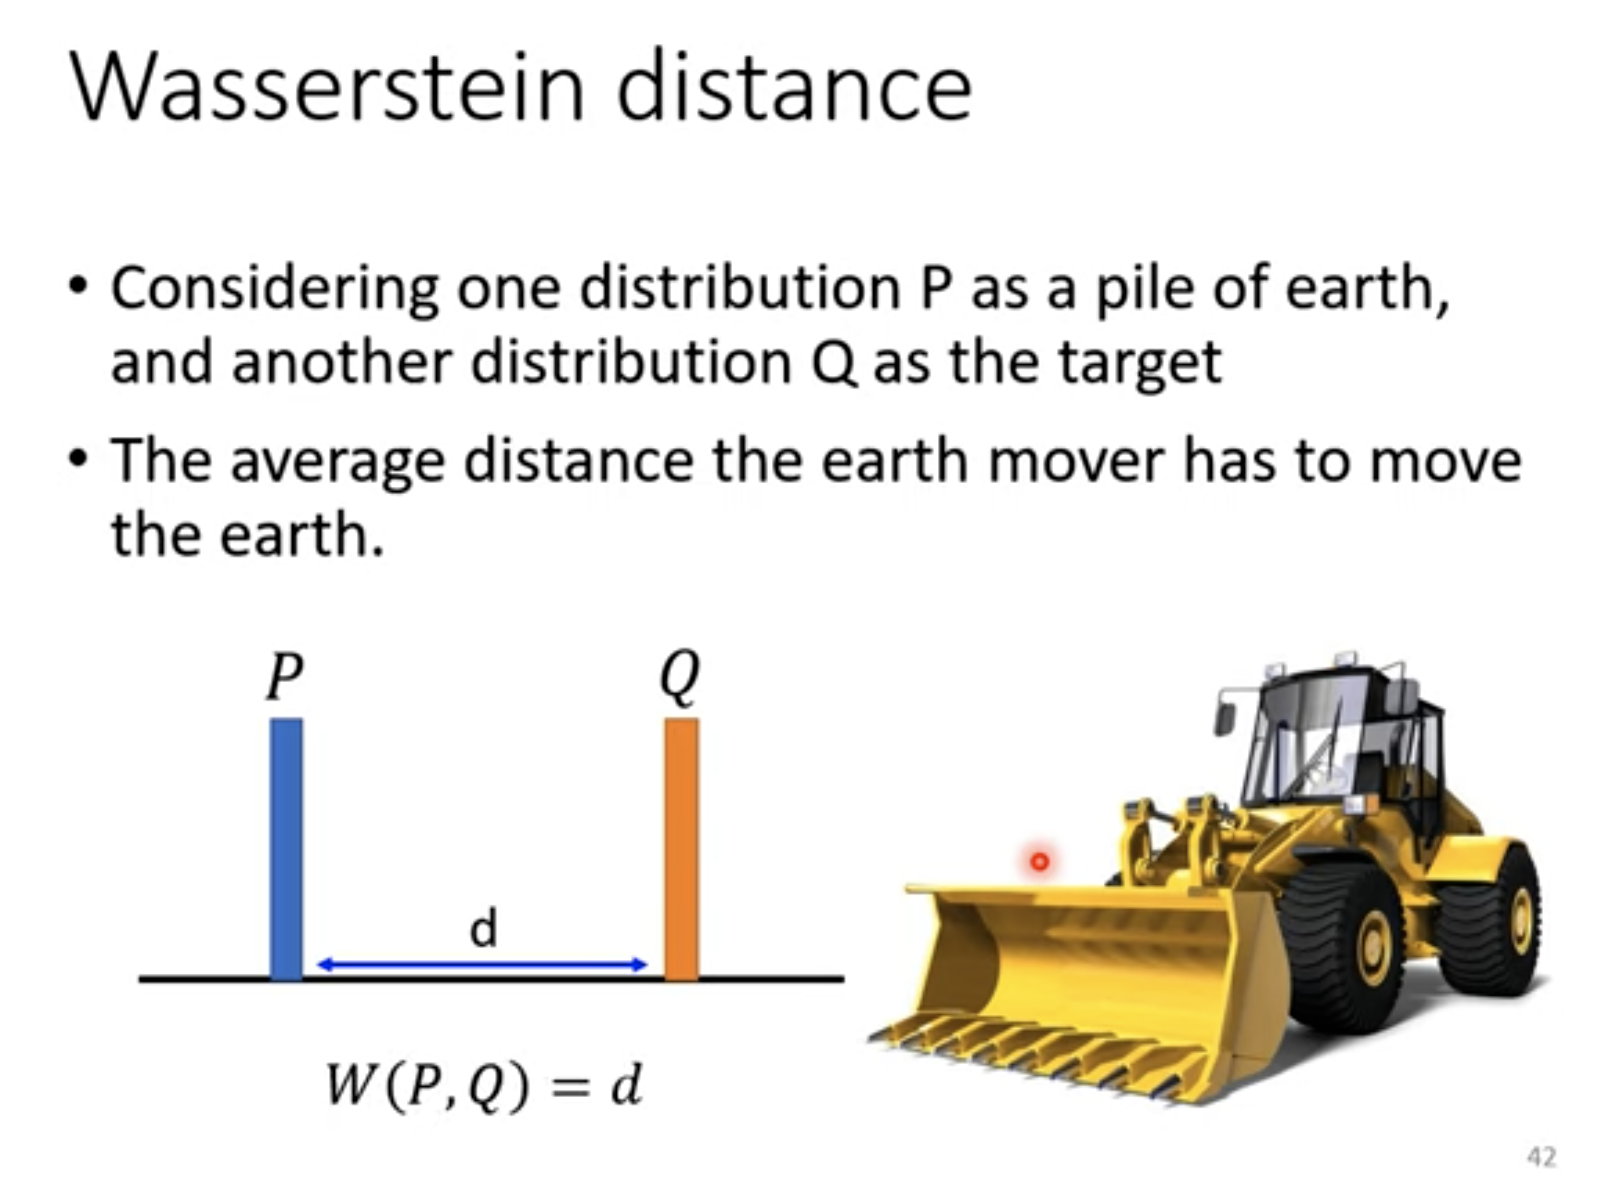 Wasserstein distance
• Considering one distribution P as a pile of earth,
and another distribution Q as the target
• The average distance the earth mover has to move
the earth.
P
Q
d
W(P, Q) = d
42